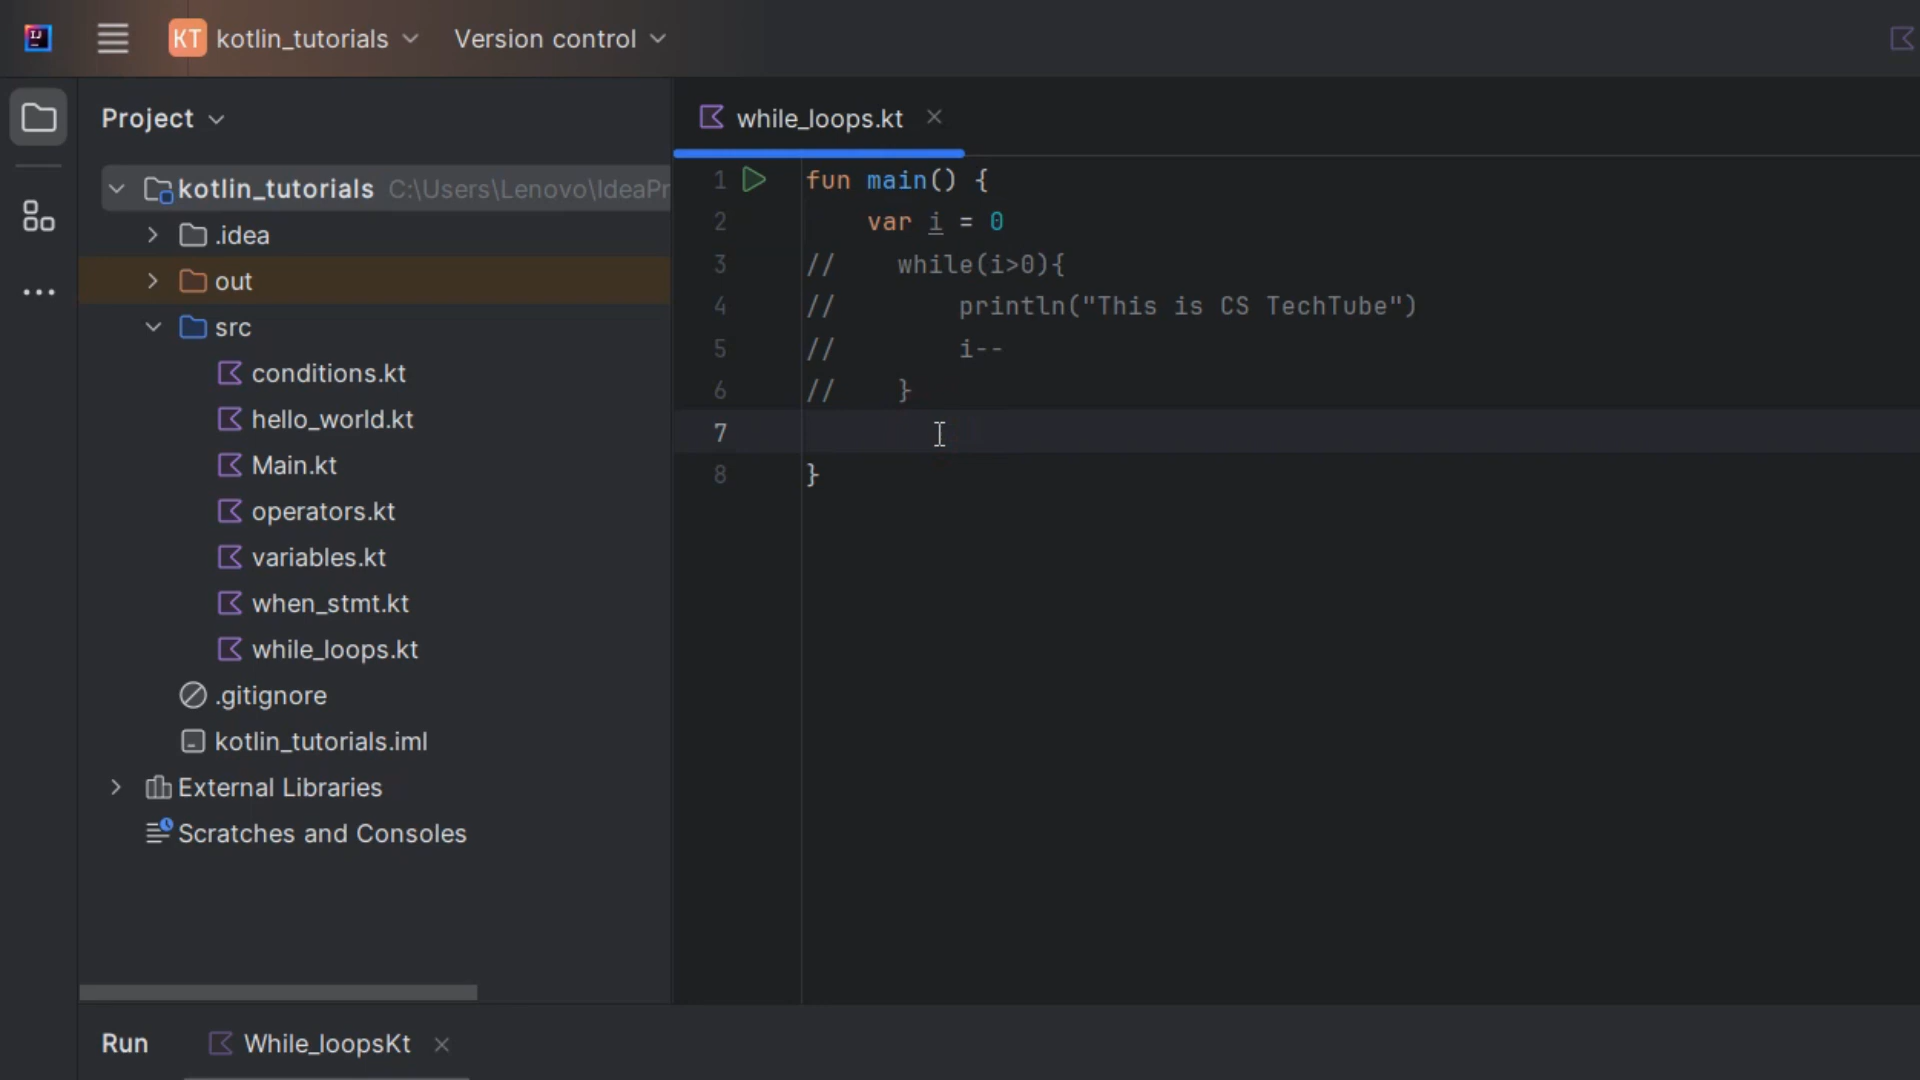 KT kotlin_tutorials Version control
Project
kotlin_tutorials C:\Users\Lenovo\IdeaPr
.idea
out
src
conditions.kt
hello_world.kt
Main.kt
operators.kt
variables.kt
when_stmt.kt
while_loops.kt
.gitignore
kotlin_tutorials.iml
External Libraries
Scratches and Consoles
while_loops.kt
1 fun main() {
2     var i = 0
3 //    while(i>0){
4 //        println("This is CS TechTube")
5 //        i--
6 //    }
7
8 }
Run While_loopsKt